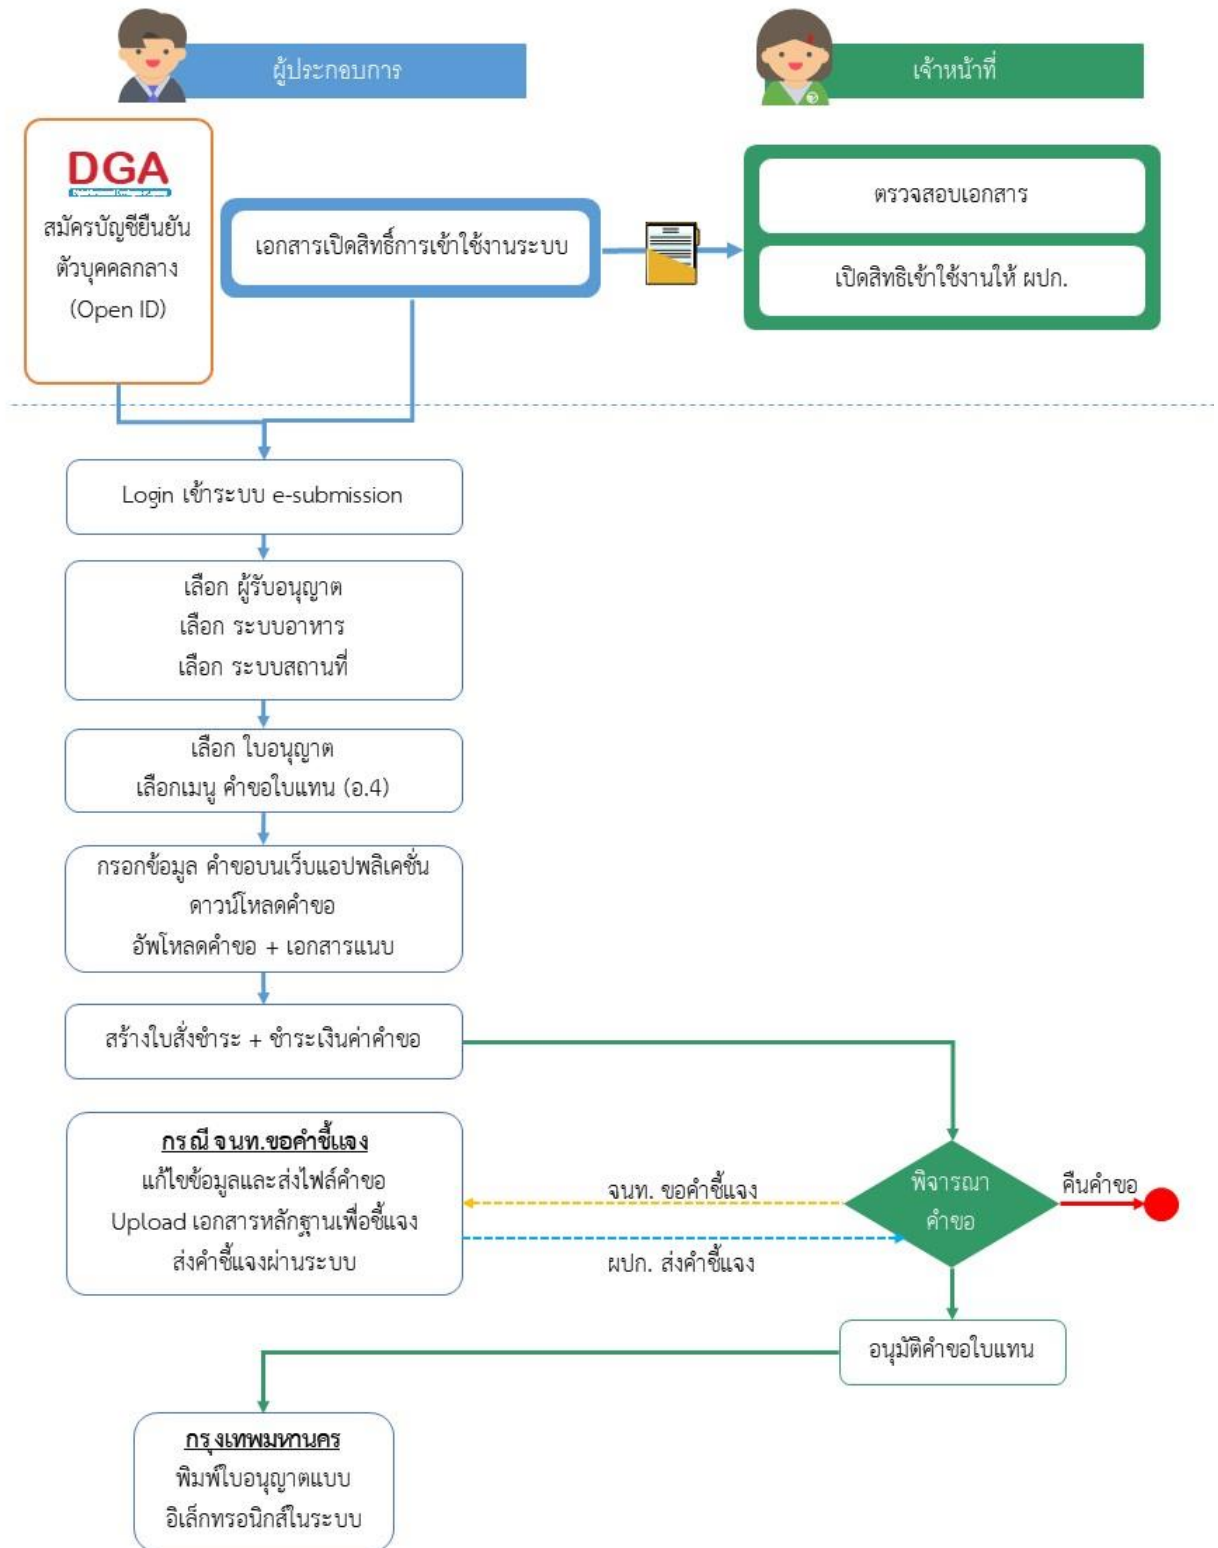 ผู้ประกอบการ
เจ้าหน้าที่
DGA
สมัครบัญชียืนยัน
ตัวบุคคลกลาง
(Open ID)
เอกสารเปิดสิทธิ์การเข้าใช้งานระบบ
ตรวจสอบเอกสาร
เปิดสิทธิเข้าใช้งานให้ ผปก.
Login เข้าระบบ e-submission
เลือก ผู้รับอนุญาต
เลือก ระบบอาหาร
เลือก ระบบสถานที่
เลือก ใบอนุญาต
เลือกเมนู คำขอใบแทน (อ.4)
กรอกข้อมูล คำขอบนเว็บแอปพลิเคชั่น
ดาวน์โหลดคำขอ
อัพโหลดคำขอ + เอกสารแนบ
สร้างใบสั่งชำระ + ชำระเงินค่าคำขอ
กรณี จนท.ขอคำชี้แจง
แก้ไขข้อมูลและส่งไฟล์คำขอ
Upload เอกสารหลักฐานเพื่อชี้แจง
ส่งคำชี้แจงผ่านระบบ
จนท. ขอคำชี้แจง
ผปก. ส่งคำชี้แจง
พิจารณา
คำขอ
คืนคำขอ
อนุมัติคำขอใบแทน
กรุงเทพมหานคร
พิมพ์ใบอนุญาตแบบ
อิเล็กทรอนิกส์ในระบบ